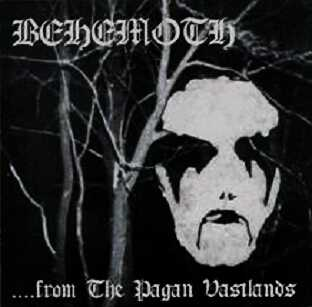 BEHEMOTH
....from The Pagan Vastlands